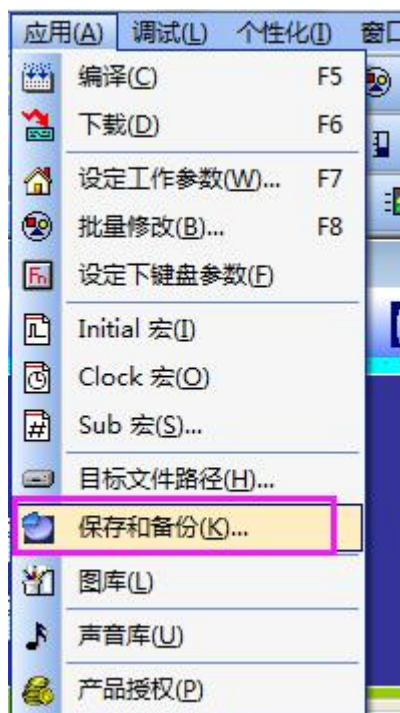 应用(A) 调试(L) 个性化(I) 窗口
编译(C) F5
下载(D) F6
设定工作参数(W)... F7
批量修改(B)... F8
设定下键盘参数(F)
Initial 宏(I)
Clock 宏(O)
Sub 宏(S)...
目标文件路径(H)...
保存和备份(K)...
图库(L)
声音库(U)
产品授权(P)